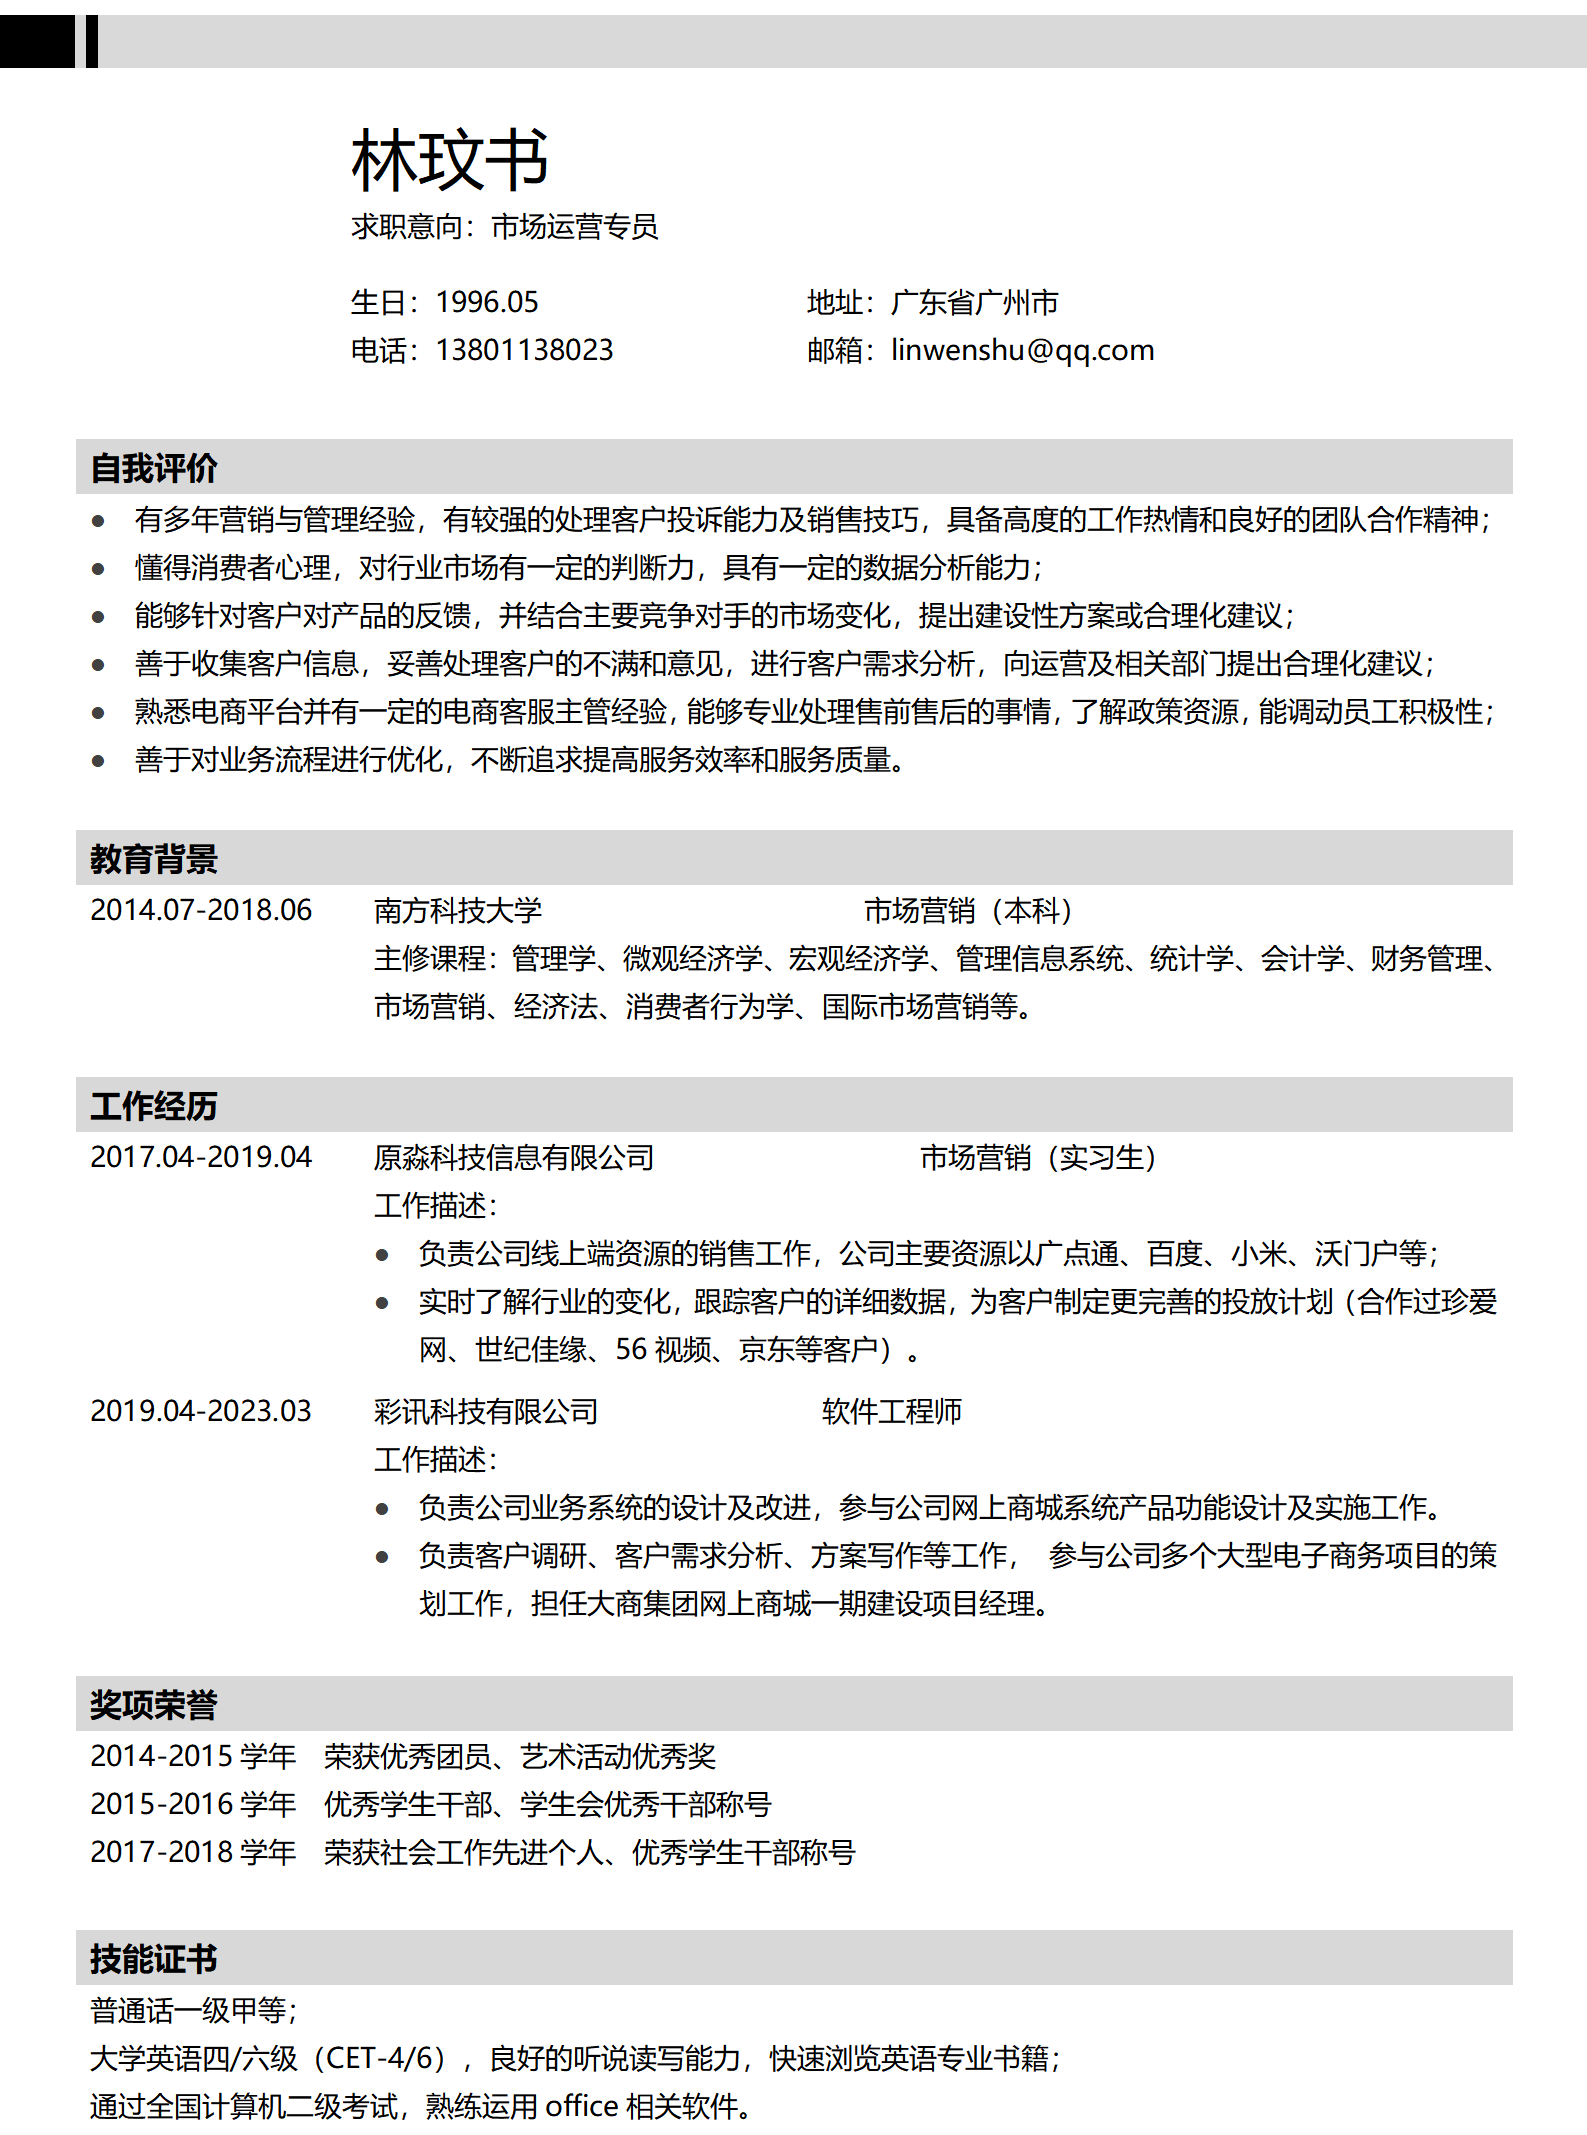 林玟书
求职意向：市场运营专员
生日：1996.05 地址：广东省广州市
电话：13801138023 邮箱：linwenshu@qq.com
自我评价
● 有多年营销与管理经验，有较强的处理客户投诉能力及销售技巧，具备高度的工作热情和良好的团队合作精神；
● 懂得消费者心理，对行业市场有一定的判断力，具有一定的数据分析能力；
● 能够针对客户对产品的反馈，并结合主要竞争对手的市场变化，提出建设性方案或合理化建议；
● 善于收集客户信息，妥善处理客户的不满和意见，进行客户需求分析，向运营及相关部门提出合理化建议；
● 熟悉电商平台并有一定的电商客服主管经验，能够专业处理售前售后的事情，了解政策资源，能调动员工积极性；
● 善于对业务流程进行优化，不断追求提高服务效率和服务质量。
教育背景
2014.07-2018.06 南方科技大学 市场营销（本科）
主修课程：管理学、微观经济学、宏观经济学、管理信息系统、统计学、会计学、财务管理、
市场营销、经济法、消费者行为学、国际市场营销等。
工作经历
2017.04-2019.04 原淼科技信息有限公司 市场营销（实习生）
工作描述：
● 负责公司线上端资源的销售工作，公司主要资源以广点通、百度、小米、沃门户等；
● 实时了解行业的变化，跟踪客户的详细数据，为客户制定更完善的投放计划（合作过珍爱
网、世纪佳缘、56 视频、京东等客户）。
2019.04-2023.03 彩讯科技有限公司 软件工程师
工作描述：
● 负责公司业务系统的设计及改进，参与公司网上商城系统产品功能设计及实施工作。
● 负责客户调研、客户需求分析、方案写作等工作， 参与公司多个大型电子商务项目的策
划工作，担任大商集团网上商城一期建设项目经理。
奖项荣誉
2014-2015 学年 荣获优秀团员、艺术活动优秀奖
2015-2016 学年 优秀学生干部、学生会优秀干部称号
2017-2018 学年 荣获社会工作先进个人、优秀学生干部称号
技能证书
普通话一级甲等；
大学英语四/六级（CET-4/6），良好的听说读写能力，快速浏览英语专业书籍；
通过全国计算机二级考试，熟练运用 office 相关软件。